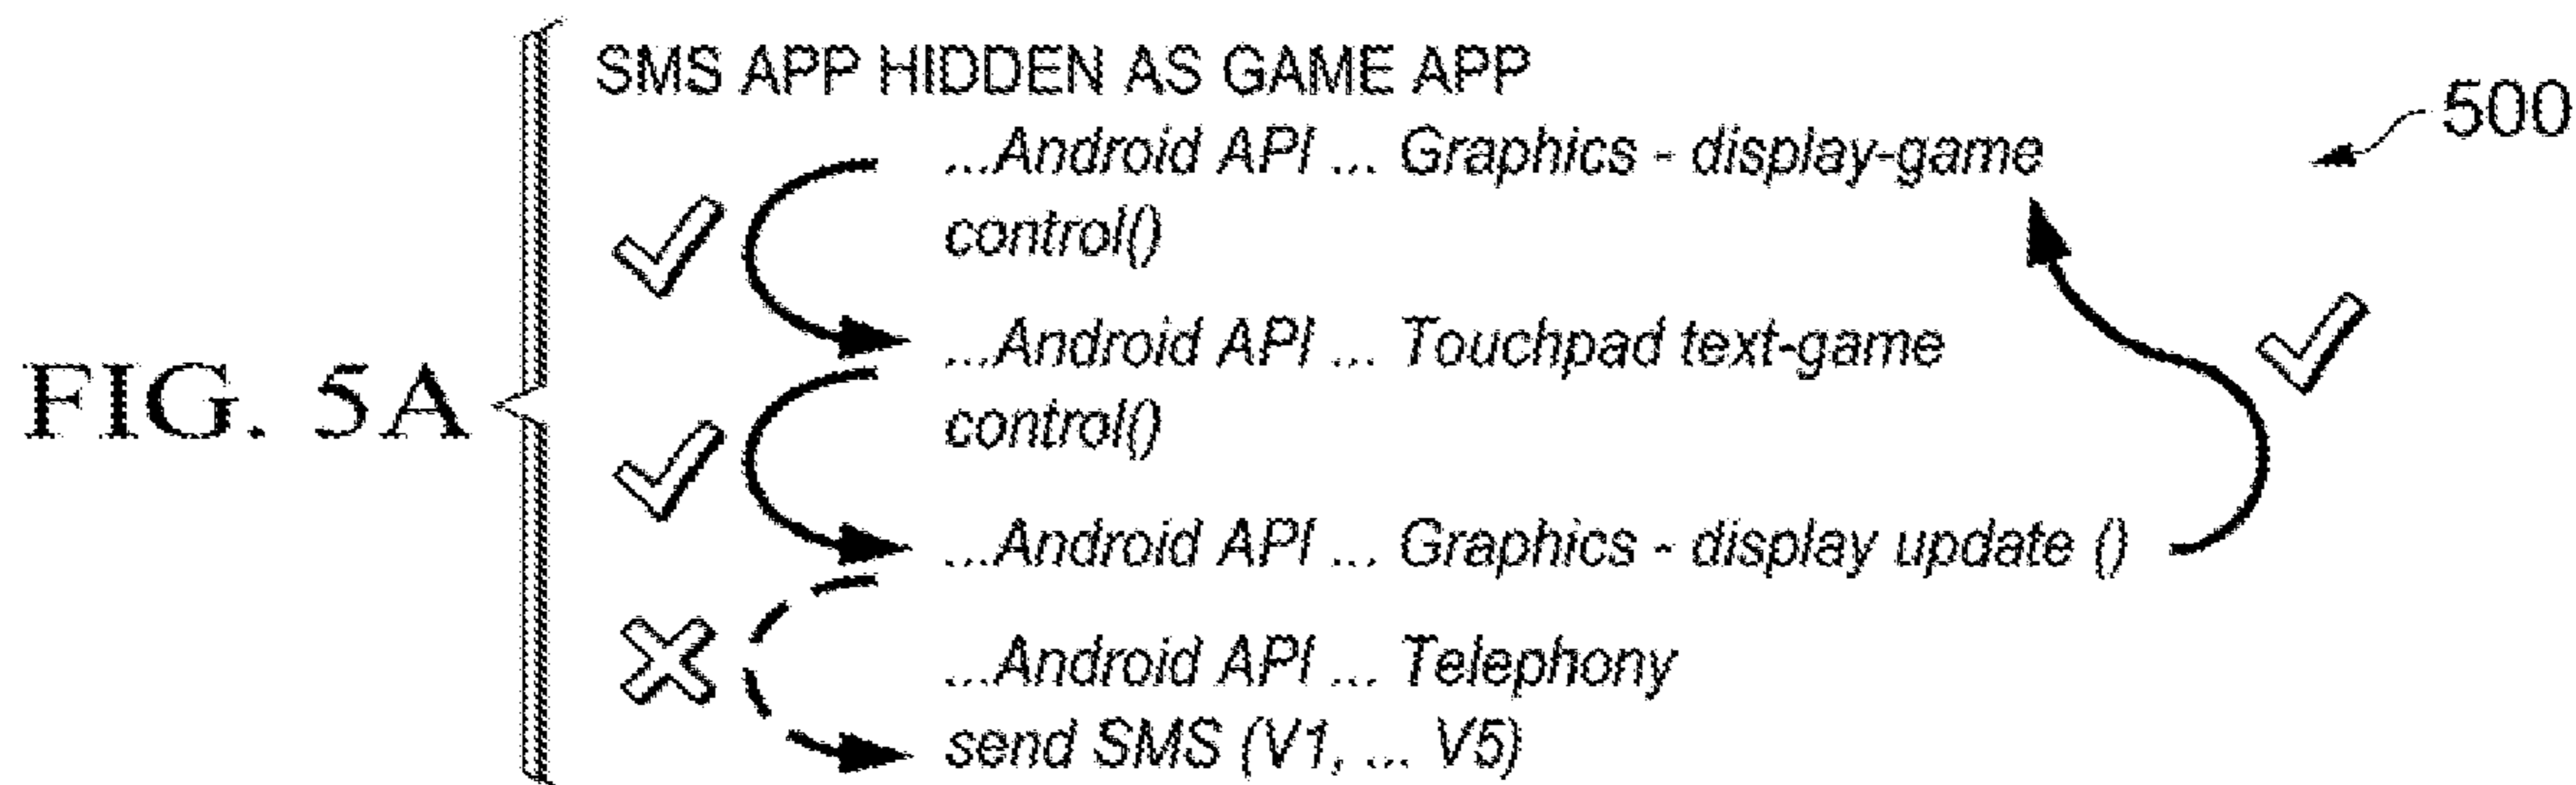 SMS APP HIDDEN AS GAME APP
500
...Android API ... Graphics - display-game
control()
...Android API ... Touchpad text-game
control()
FIG. 5A
...Android API ... Graphics - display update ()
...Android API ... Telephony
send SMS (V1, ... V5)